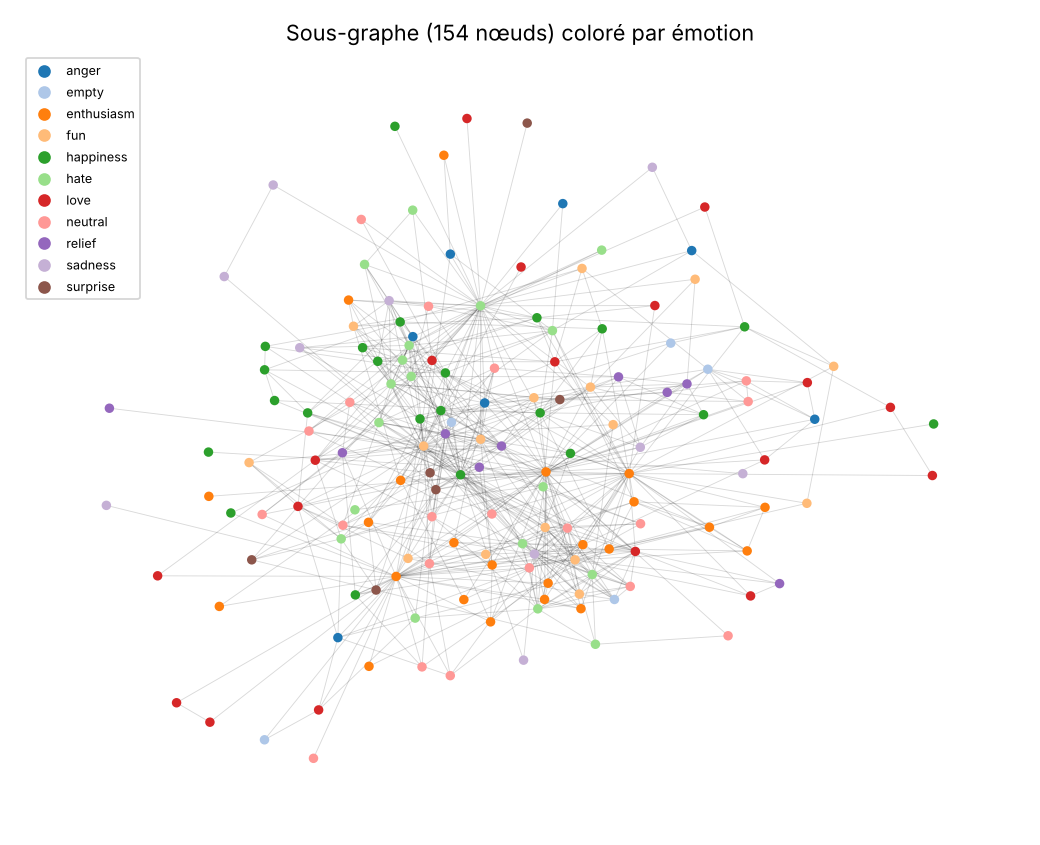 Sous-graphe (154 nœuds) coloré par émotion
anger
empty
enthusiasm
fun
happiness
hate
love
neutral
relief
sadness
surprise